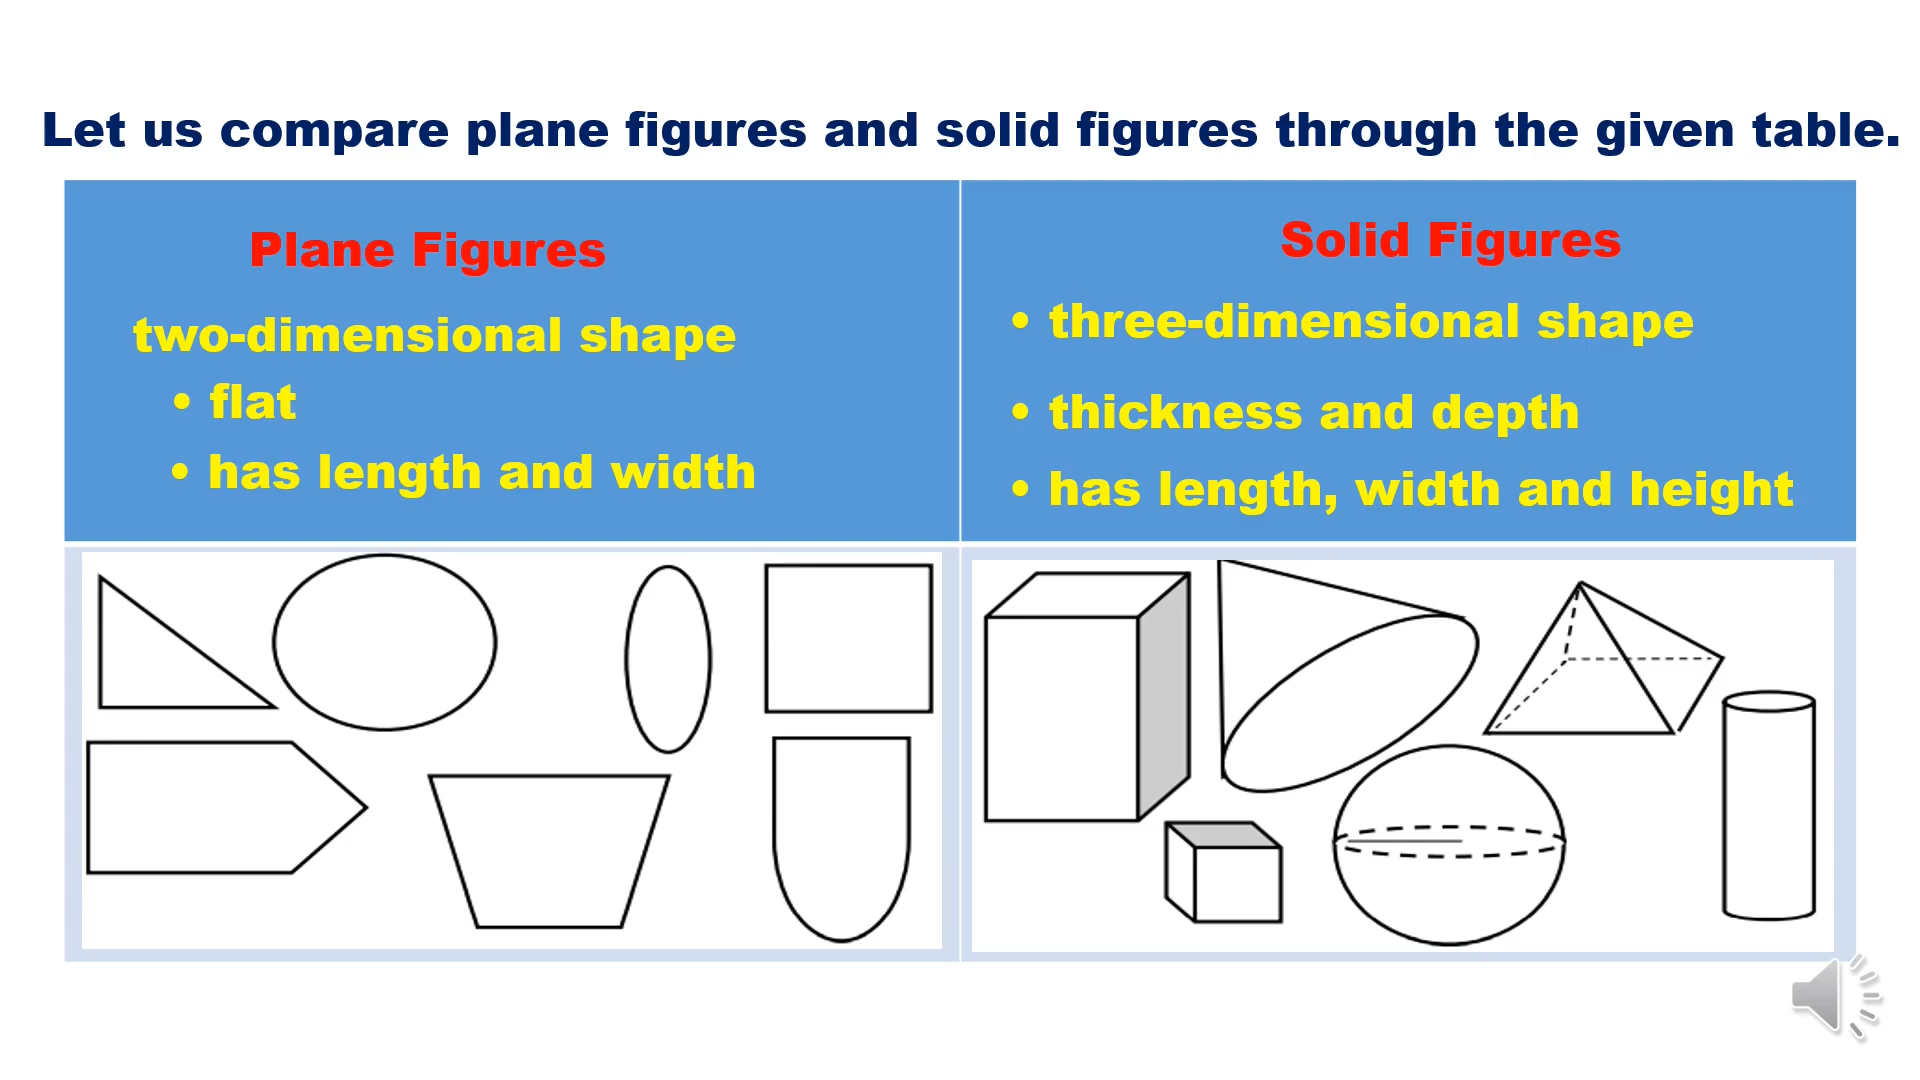 Let us compare plane figures and solid figures through the given table.
Plane Figures
two-dimensional shape
• flat
• has length and width
Solid Figures
• three-dimensional shape
• thickness and depth
• has length, width and height